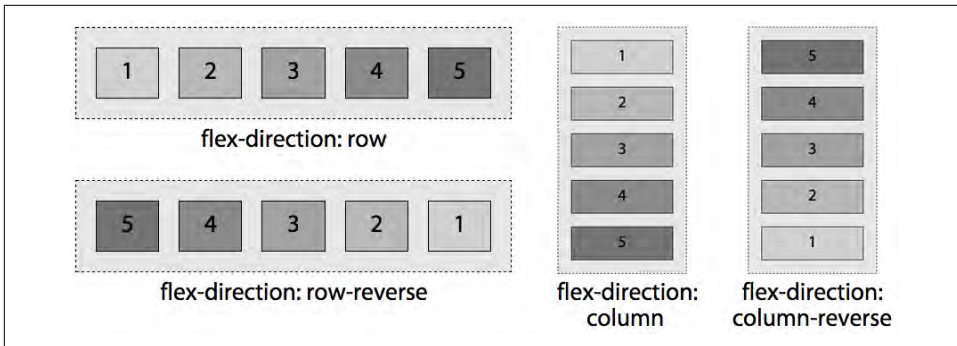 1 2 3 4 5
flex-direction: row
5 4 3 2 1
flex-direction: row-reverse
1
2
3
4
5
flex-direction:
column
5
4
3
2
1
flex-direction:
column-reverse